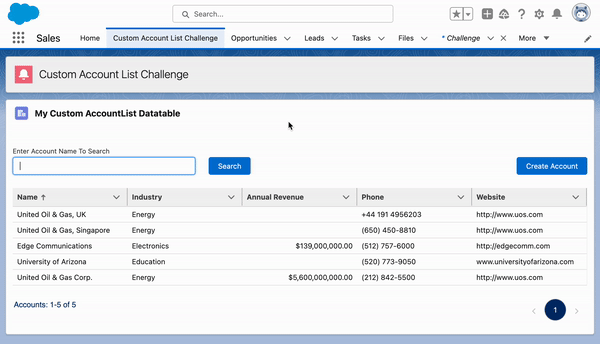 Search...
Sales Home Custom Account List Challenge Opportunities Leads Tasks Files * Challenge More
Custom Account List Challenge
My Custom AccountList Datatable
Enter Account Name To Search
Search Create Account
Name Industry Annual Revenue Phone Website
United Oil & Gas, UK Energy +44 191 4956203 http://www.uos.com
United Oil & Gas, Singapore Energy (650) 450-8810 http://www.uos.com
Edge Communications Electronics $139,000,000.00 (512) 757-6000 http://edgecomm.com
University of Arizona Education (520) 773-9050 www.universityofarizona.com
United Oil & Gas Corp. Energy $5,600,000,000.00 (212) 842-5500 http://www.uos.com
Accounts: 1-5 of 5 1